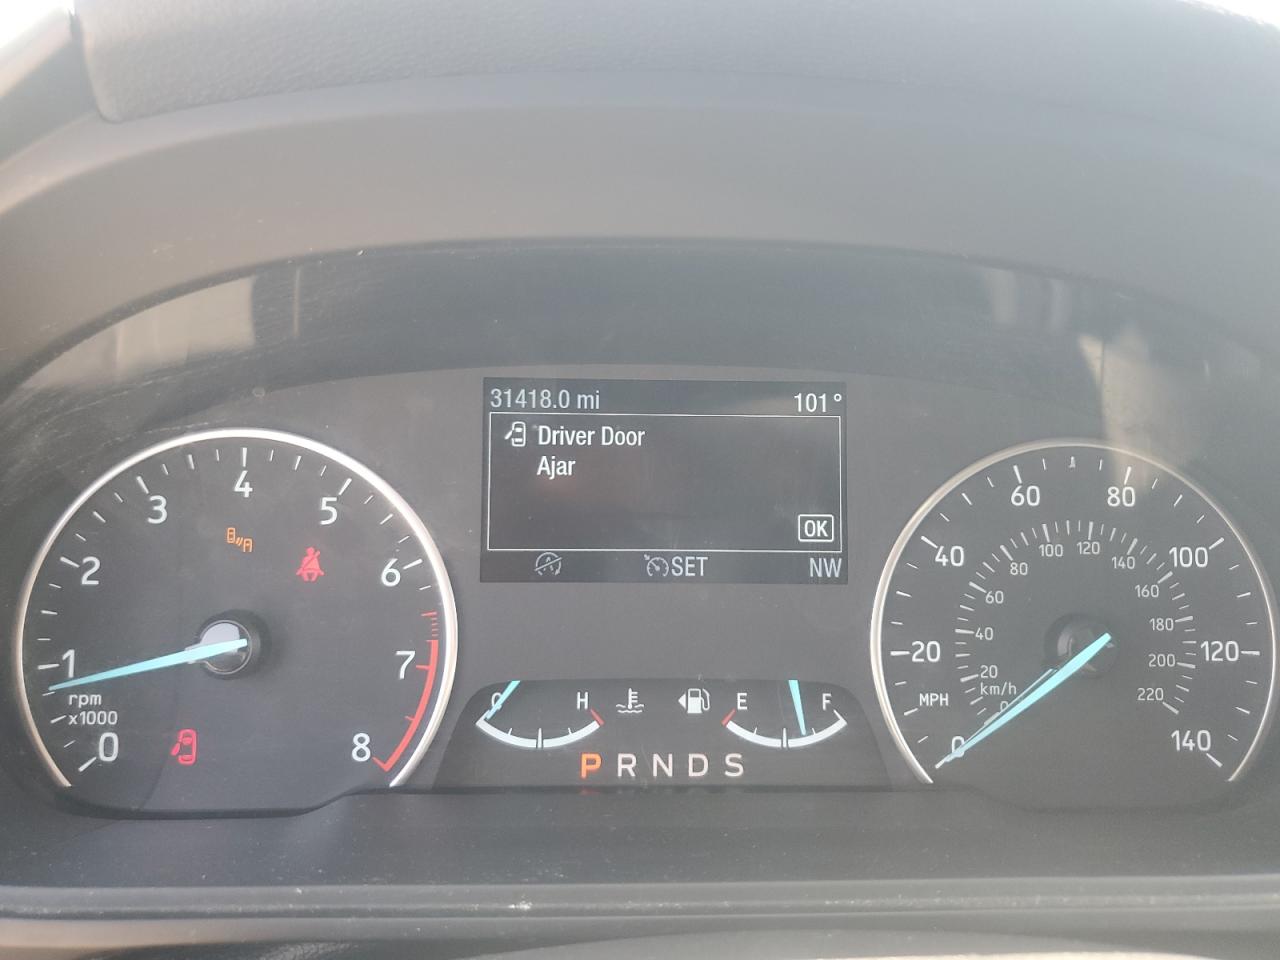 31418.0 mi 101°
Driver Door
Ajar
OK
SET NW
0 1 2 3 4 5 6 7 8
rpm
x1000
A
C H
E F
P R N D S
0 20 40 60 80 100 120 140
MPH
km/h
0 20 40 60 80 100 120 140 160 180 200 220